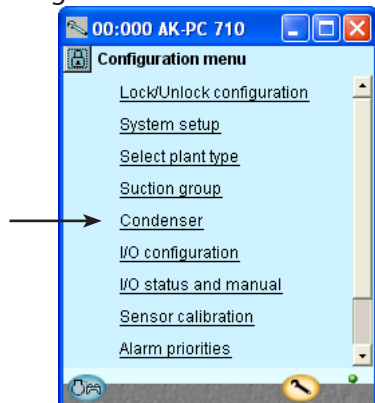 00:000 AK-PC 710
Configuration menu
Lock/Unlock configuration
System setup
Select plant type
Suction group
Condenser
I/O configuration
I/O status and manual
Sensor calibration
Alarm priorities